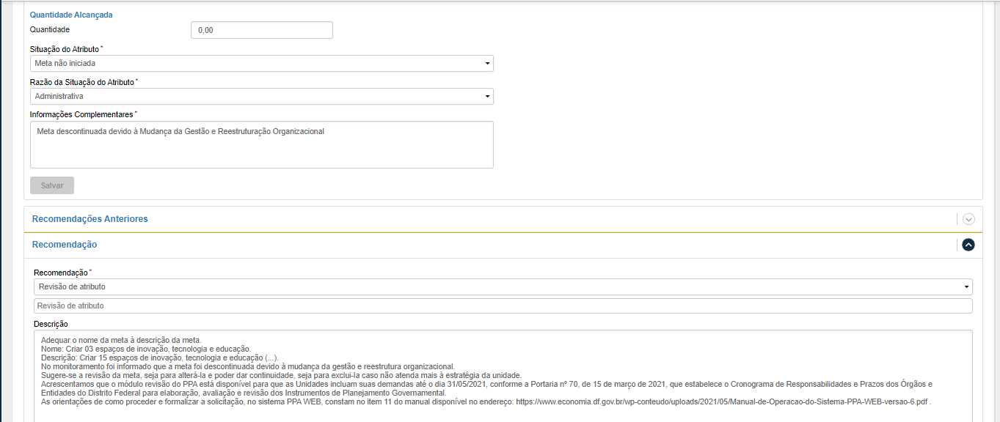 Quantidade Alcançada
Quantidade
0,00
Situação do Atributo *
Meta não iniciada
Razão da Situação do Atributo *
Administrativa
Informações Complementares *
Meta descontinuada devido à Mudança da Gestão e Reestruturação Organizacional
Salvar
Recomendações Anteriores
Recomendação
Recomendação *
Revisão de atributo
Revisão de atributo
Descrição
Adequar o nome da meta à descrição da meta.
Nome: Criar 03 espaços de inovação, tecnologia e educação.
Descrição: Criar 15 espaços de inovação, tecnologia e educação (...).
No monitoramento foi informado que a meta foi descontinuada devido à mudança da gestão e reestrutura organizacional.
Sugere-se a revisão da meta, seja para alterá-la e poder dar continuidade, seja para exclui-la caso não atenda mais à estratégia da unidade.
Acrescentamos que o módulo revisão do PPA está disponível para que as Unidades incluam suas demandas até o dia 31/05/2021, conforme a Portaria nº 70, de 15 de março de 2021, que estabelece o Cronograma de Responsabilidades e Prazos dos Órgãos e
Entidades do Distrito Federal para elaboração, avaliação e revisão dos Instrumentos de Planejamento Governamental.
As orientações de como proceder e formalizar a solicitação, no sistema PPA WEB, constam no item 11 do manual disponível no endereço: https://www.economia.df.gov.br/wp-conteudo/uploads/2021/05/Manual-de-Operacao-do-Sistema-PPA-WEB-versao-6.pdf .